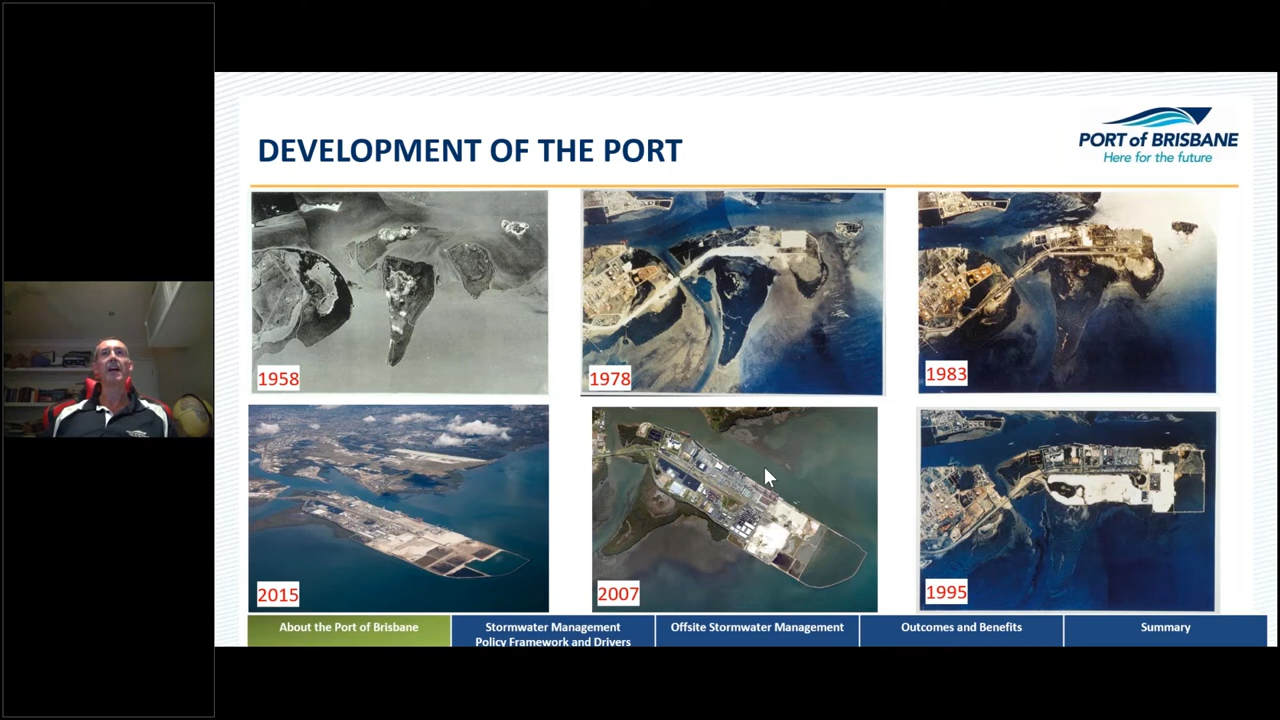 DEVELOPMENT OF THE PORT
PORT of BRISBANE
Here for the future
1958
1978
1983
2015
2007
1995
About the Port of Brisbane
Stormwater Management
Policy Framework and Drivers
Offsite Stormwater Management
Outcomes and Benefits
Summary